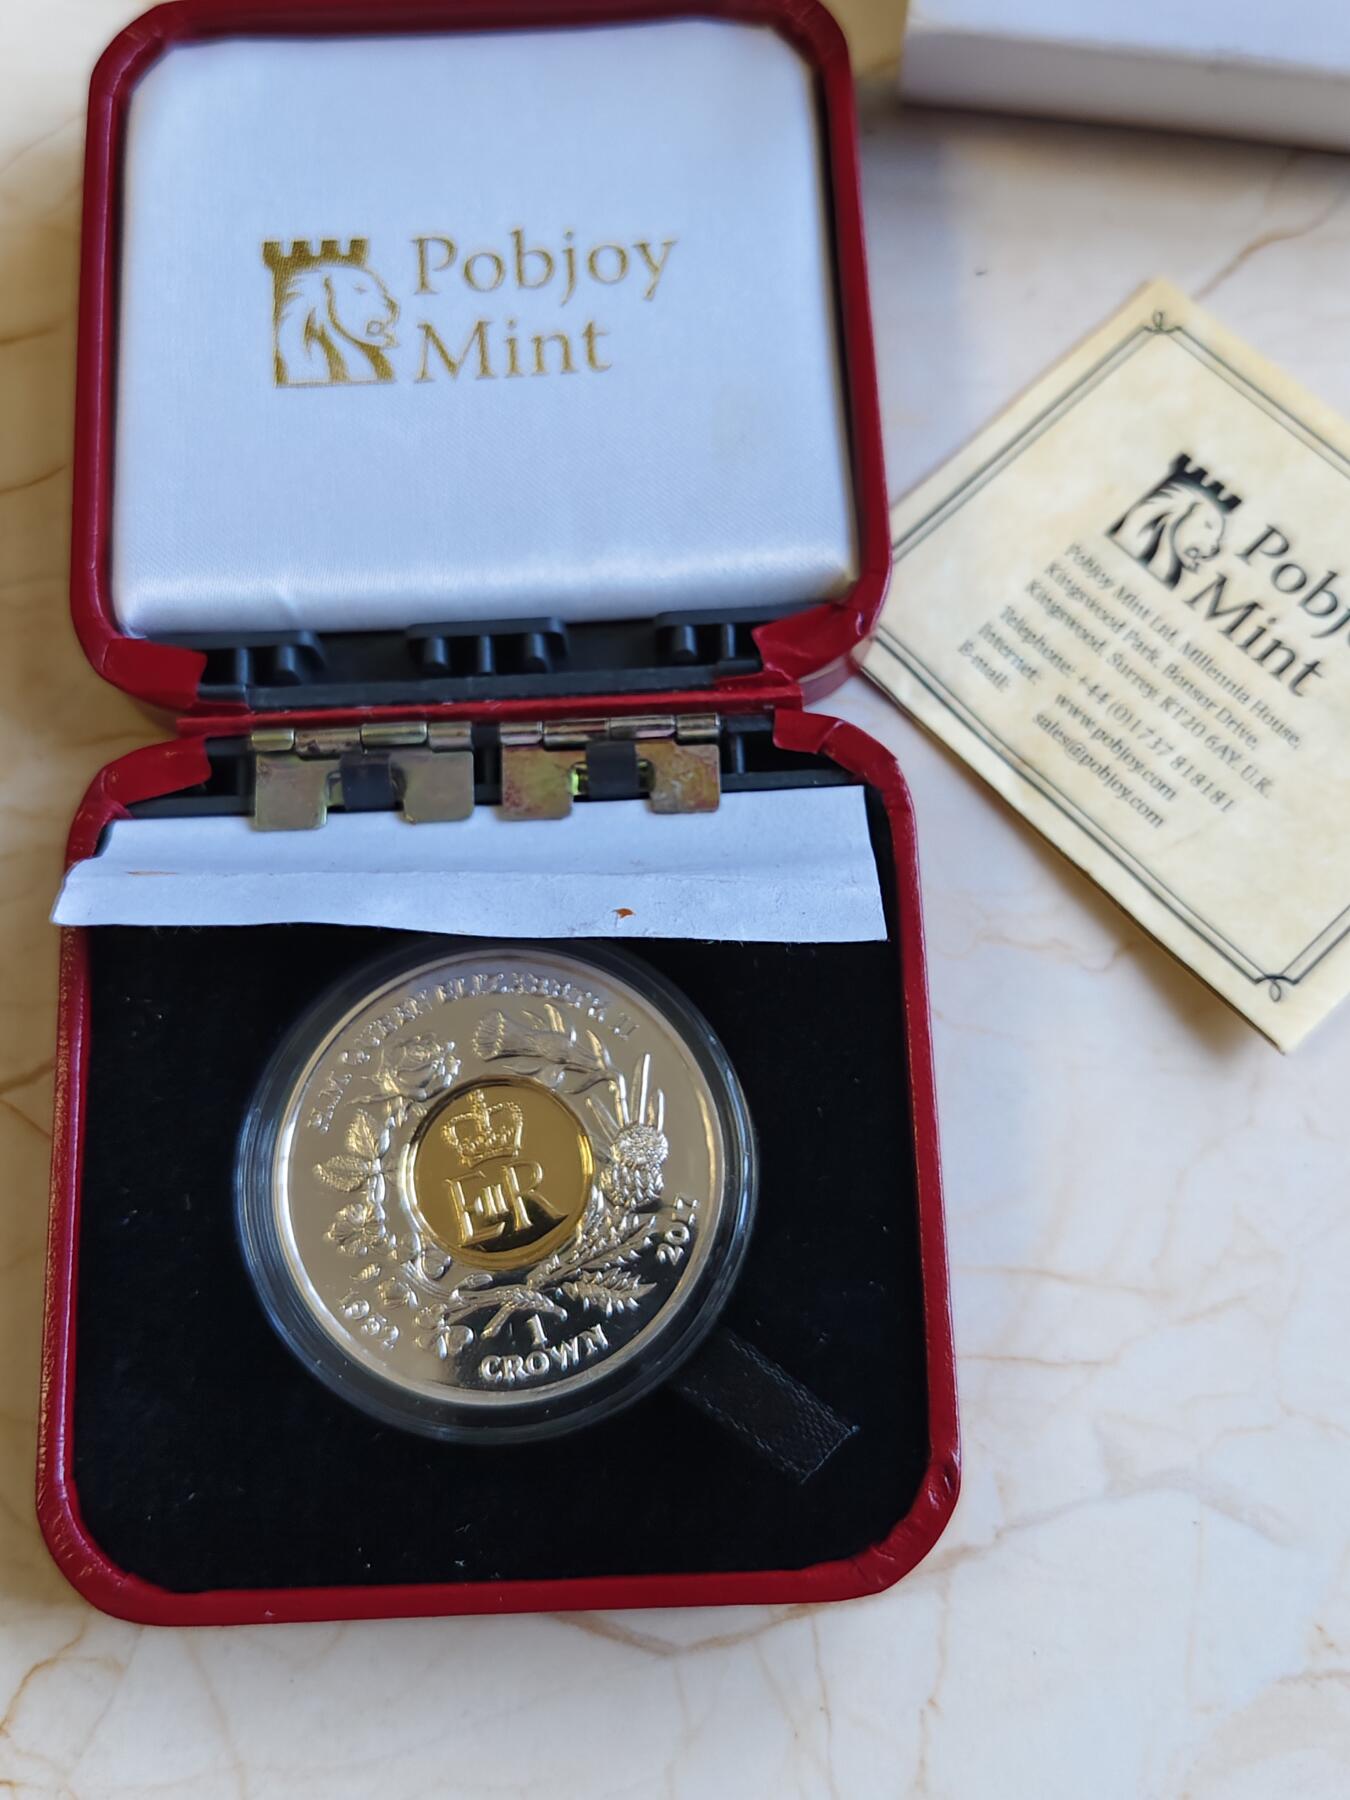 Pobjoy
Mint
Mint
Pobjoy Mint Ltd, Millennia House,
Kingswood Park, Bonsor Drive,
Kingswood, Surrey, KT20 6AY. U.K.
Telephone: +44 (0)1737 818181
Internet: www.pobjoy.com
E-mail: sales@pobjoy.com
H.M. QUEEN ELIZABETH II
EIIR
1952
2017
1
CROWN